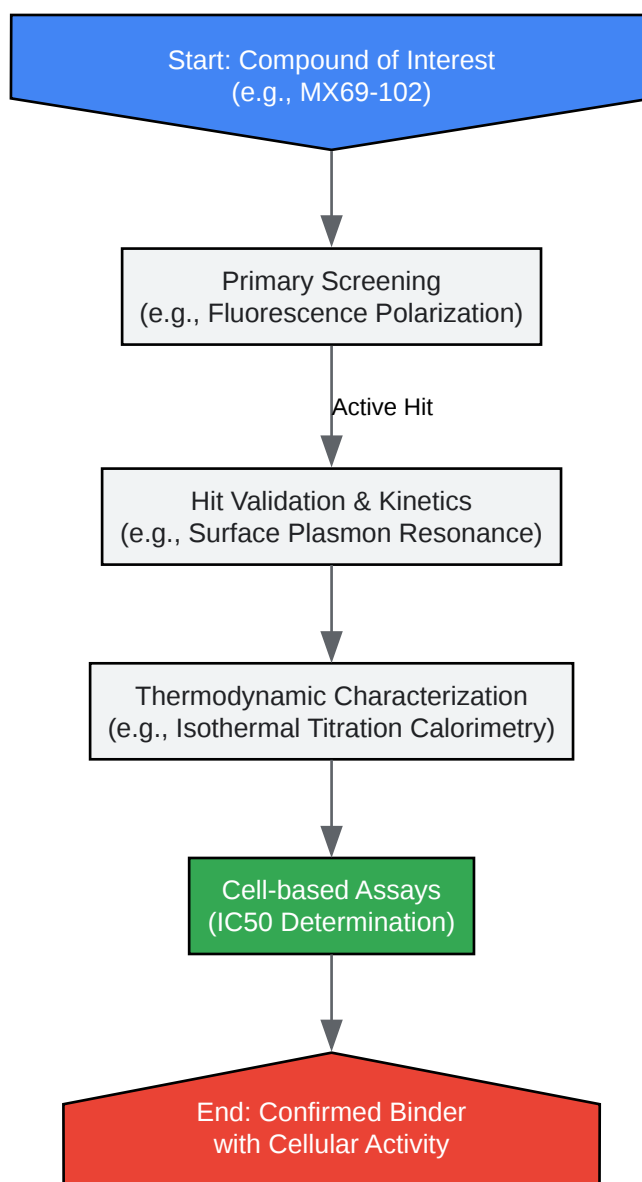 Start: Compound of Interest
(e.g., MX69-102)
Primary Screening
(e.g., Fluorescence Polarization)
Active Hit
Hit Validation & Kinetics
(e.g., Surface Plasmon Resonance)
Thermodynamic Characterization
(e.g., Isothermal Titration Calorimetry)
Cell-based Assays
(IC50 Determination)
End: Confirmed Binder
with Cellular Activity